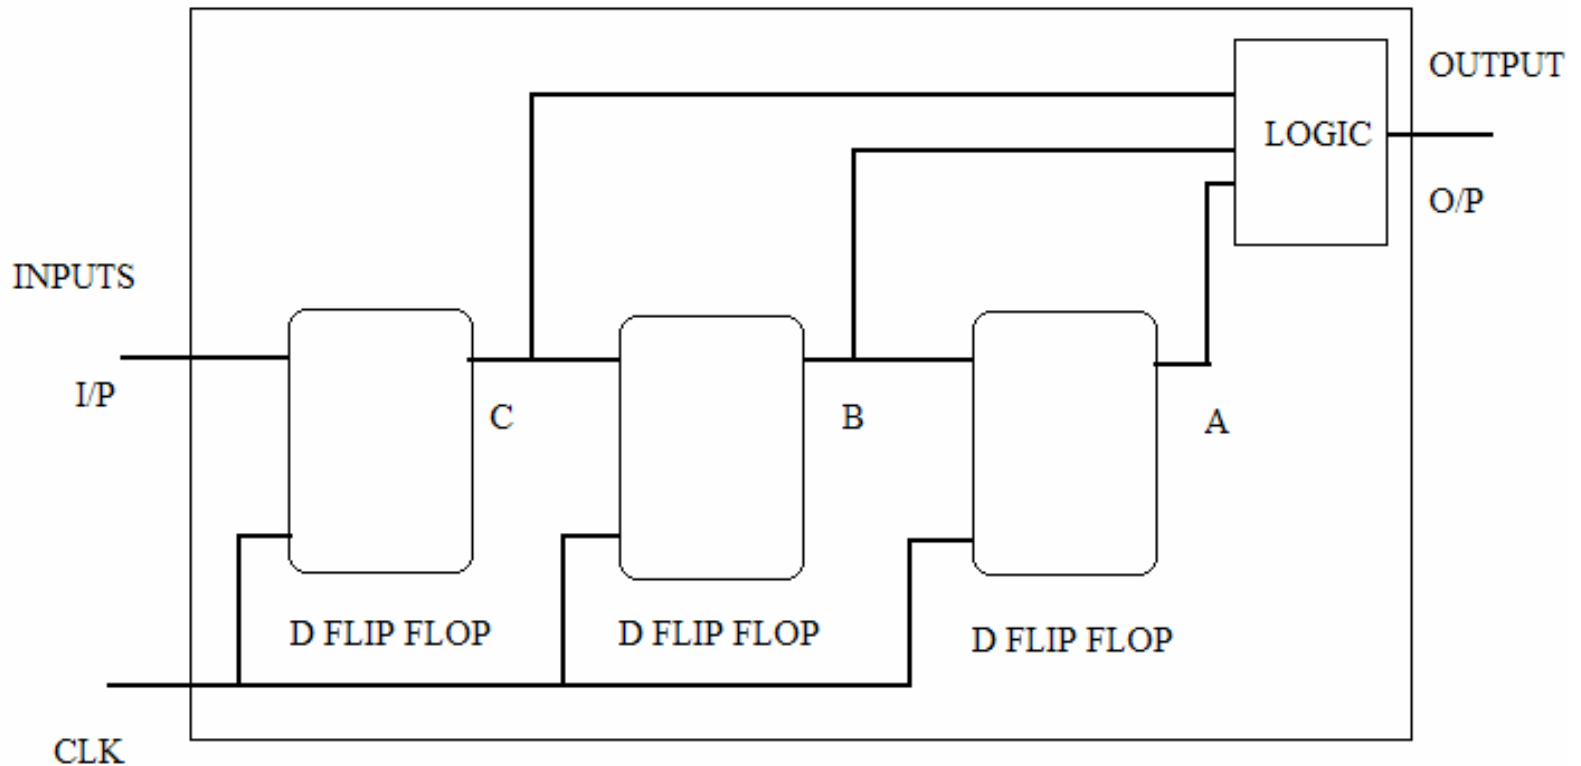 OUTPUT
LOGIC
O/P
INPUTS
I/P
C
B
A
D FLIP FLOP
D FLIP FLOP
D FLIP FLOP
CLK